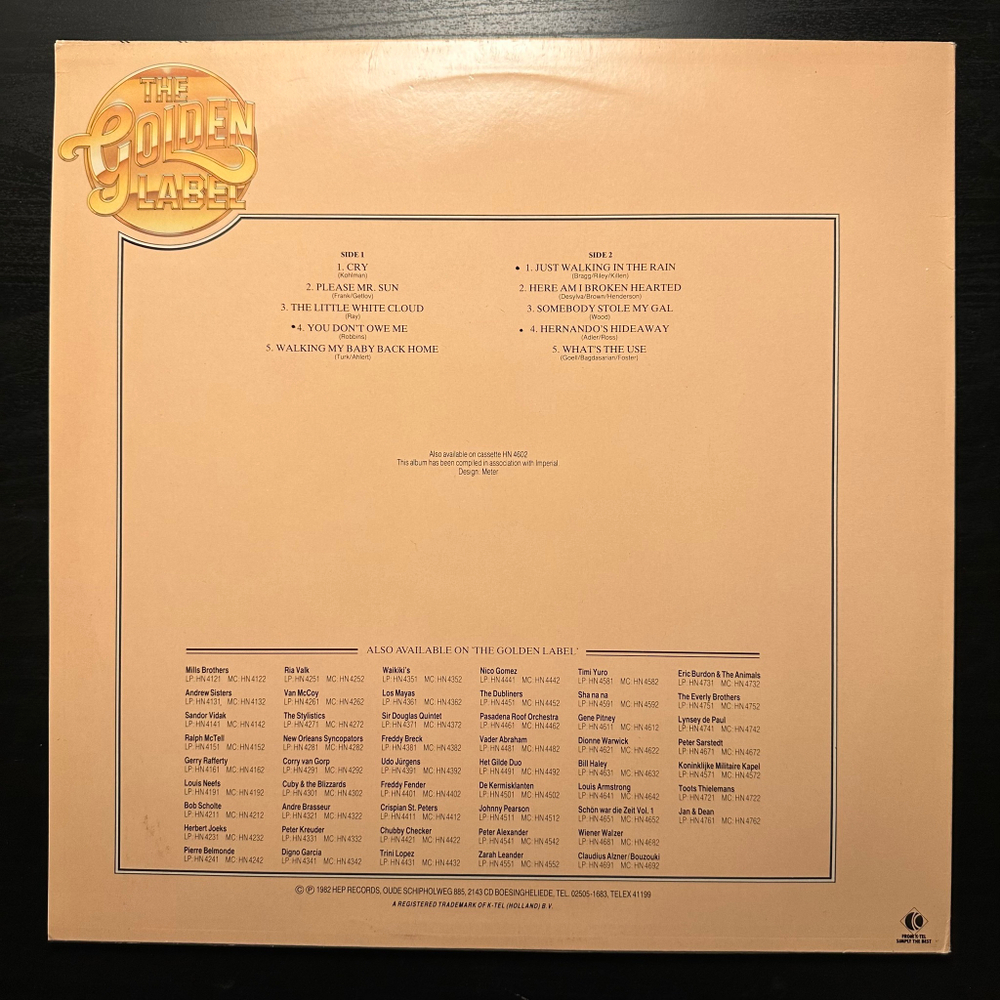 THE
GOLDEN
LABEL
SIDE 1
1. CRY
(Kohlman)
2. PLEASE MR. SUN
(Frank/Getlov)
3. THE LITTLE WHITE CLOUD
(Ray)
•4. YOU DON'T OWE ME
(Robbins)
5. WALKING MY BABY BACK HOME
(Turk/Ahlert)
SIDE 2
• 1. JUST WALKING IN THE RAIN
(Bragg/Riley/Killen)
2. HERE AM I BROKEN HEARTED
(Desylva/Brown/Henderson)
3. SOMEBODY STOLE MY GAL
(Wood)
• 4. HERNANDO'S HIDEAWAY
(Adler/Ross)
5. WHAT'S THE USE
(Goell/Bagdasarian/Foster)
Also available on cassette HN 4602
This album has been compiled in association with Imperial
Design: Meter
ALSO AVAILABLE ON 'THE GOLDEN LABEL'
Mills Brothers
LP: HN 4121 MC: HN 4122
Andrew Sisters
LP: HN 4131 MC: HN 4132
Sandor Vidak
LP: HN 4141 MC: HN 4142
Ralph McTell
LP: HN 4151 MC: HN 4152
Gerry Rafferty
LP: HN 4161 MC: HN 4162
Louis Neefs
LP: HN 4191 MC: HN 4192
Bob Scholte
LP: HN 4211 MC: HN 4212
Herbert Joeks
LP: HN 4231 MC: HN 4232
Pierre Belmonde
LP: HN 4241 MC: HN 4242
Ria Valk
LP: HN 4251 MC: HN 4252
Van McCoy
LP: HN 4261 MC: HN 4262
The Stylistics
LP: HN 4271 MC: HN 4272
New Orleans Syncopators
LP: HN 4281 MC: HN 4282
Corry van Gorp
LP: HN 4291 MC: HN 4292
Cuby & the Blizzards
LP: HN 4301 MC: HN 4302
Andre Brasseur
LP: HN 4321 MC: HN 4322
Peter Kreuder
LP: HN 4331 MC: HN 4332
Digno Garcia
LP: HN 4341 MC: HN 4342
Waikiki's
LP: HN 4351 MC: HN 4352
Los Mayas
LP: HN 4361 MC: HN 4362
Sir Douglas Quintet
LP: HN 4371 MC: HN 4372
Freddy Breck
LP: HN 4381 MC: HN 4382
Udo Jürgens
LP: HN 4391 MC: HN 4392
Freddy Fender
LP: HN 4401 MC: HN 4402
Crispian St. Peters
LP: HN 4411 MC: HN 4412
Chubby Checker
LP: HN 4421 MC: HN 4422
Trini Lopez
LP: HN 4431 MC: HN 4432
Nico Gomez
LP: HN 4441 MC: HN 4442
The Dubliners
LP: HN 4451 MC: HN 4452
Pasadena Roof Orchestra
LP: HN 4461 MC: HN 4462
Vader Abraham
LP: HN 4481 MC: HN 4482
Het Gilde Duo
LP: HN 4491 MC: HN 4492
De Kermisklanten
LP: HN 4501 MC: HN 4502
Johnny Pearson
LP: HN 4511 MC: HN 4512
Peter Alexander
LP: HN 4541 MC: HN 4542
Zarah Leander
LP: HN 4551 MC: HN 4552
Timi Yuro
LP: HN 4581 MC: HN 4582
Sha na na
LP: HN 4591 MC: HN 4592
Gene Pitney
LP: HN 4611 MC: HN 4612
Dionne Warwick
LP: HN 4621 MC: HN 4622
Bill Haley
LP: HN 4631 MC: HN 4632
Louis Armstrong
LP: HN 4641 MC: HN 4642
Schön war die Zeit Vol. 1
LP: HN 4651 MC: HN 4652
Wiener Walzer
LP: HN 4681 MC: HN 4682
Claudius Alzner/Bouzouki
LP: HN 4691 MC: HN 4692
Eric Burdon & The Animals
LP: HN 4731 MC: HN 4732
The Everly Brothers
LP: HN 4751 MC: HN 4752
Lynsey de Paul
LP: HN 4741 MC: HN 4742
Peter Sarstedt
LP: HN 4671 MC: HN 4672
Koninklijke Militaire Kapel
LP: HN 4571 MC: HN 4572
Toots Thielemans
LP: HN 4721 MC: HN 4722
Jan & Dean
LP: HN 4761 MC: HN 4762
© ℗ 1982 HEP RECORDS, OUDE SCHIPHOLWEG 885, 2143 CD BOESINGHELIEDE, TEL. 02505-1683. TELEX 41199
A REGISTERED TRADEMARK OF K-TEL (HOLLAND) B.V.
FROM K-TEL
SIMPLY THE BEST